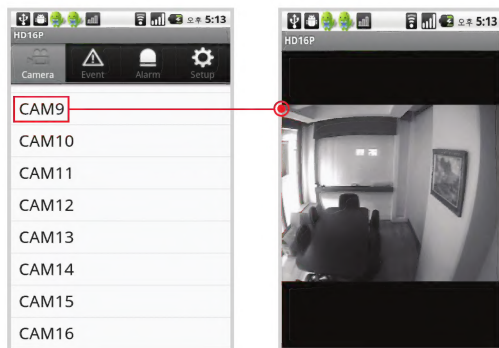 오후 5:13
HD16P
Camera
Event
Alarm
Setup
CAM9
CAM10
CAM11
CAM12
CAM13
CAM14
CAM15
CAM16
오후 5:13
HD16P